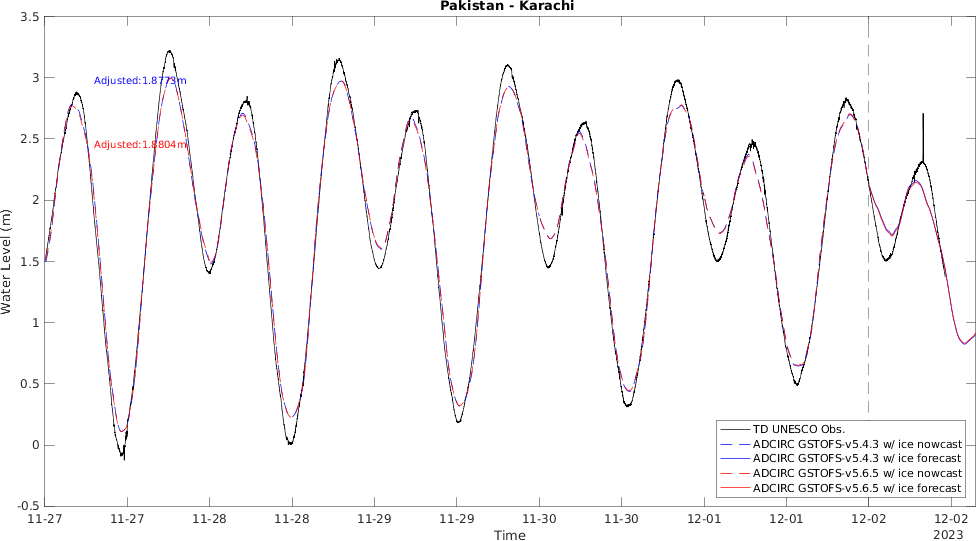 Pakistan - Karachi
3.5
3
2.5
2
1.5
1
0.5
0
-0.5
Water Level (m)
Adjusted:1.8773m
Adjusted:1.8804m
TD UNESCO Obs.
ADCIRC GSTOFS-v5.4.3 w/ ice nowcast
ADCIRC GSTOFS-v5.4.3 w/ ice forecast
ADCIRC GSTOFS-v5.6.5 w/ ice nowcast
ADCIRC GSTOFS-v5.6.5 w/ ice forecast
11-27 11-27 11-28 11-28 11-29 11-29 11-30 11-30 12-01 12-01 12-02 12-02
2023
Time